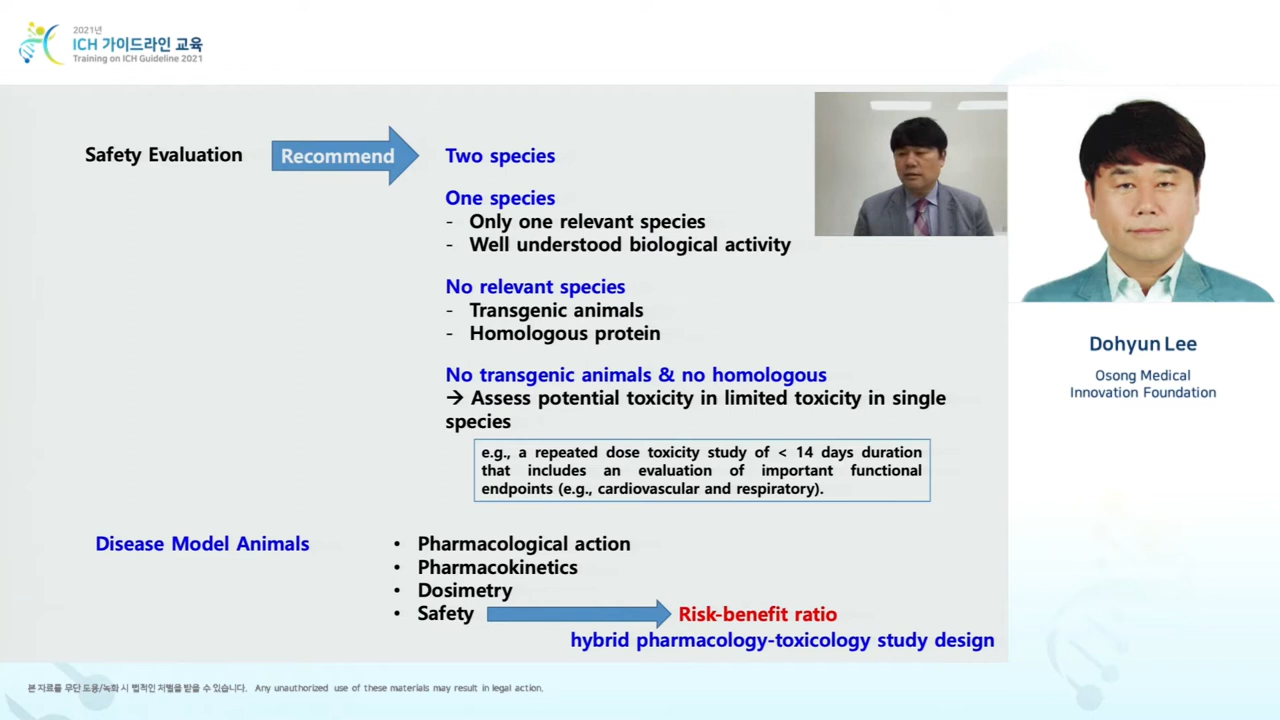 2021년
ICH 가이드라인 교육
Training on ICH Guideline 2021
Safety Evaluation
Recommend
Two species
One species
- Only one relevant species
- Well understood biological activity
No relevant species
- Transgenic animals
- Homologous protein
No transgenic animals & no homologous
→ Assess potential toxicity in limited toxicity in single
species
e.g., a repeated dose toxicity study of < 14 days duration
that includes an evaluation of important functional
endpoints (e.g., cardiovascular and respiratory).
Disease Model Animals
• Pharmacological action
• Pharmacokinetics
• Dosimetry
• Safety
Risk-benefit ratio
hybrid pharmacology-toxicology study design
Dohyun Lee
Osong Medical
Innovation Foundation
본 자료를 무단 도용/녹화 시 법적인 처벌을 받을 수 있습니다. Any unauthorized use of these materials may result in legal action.